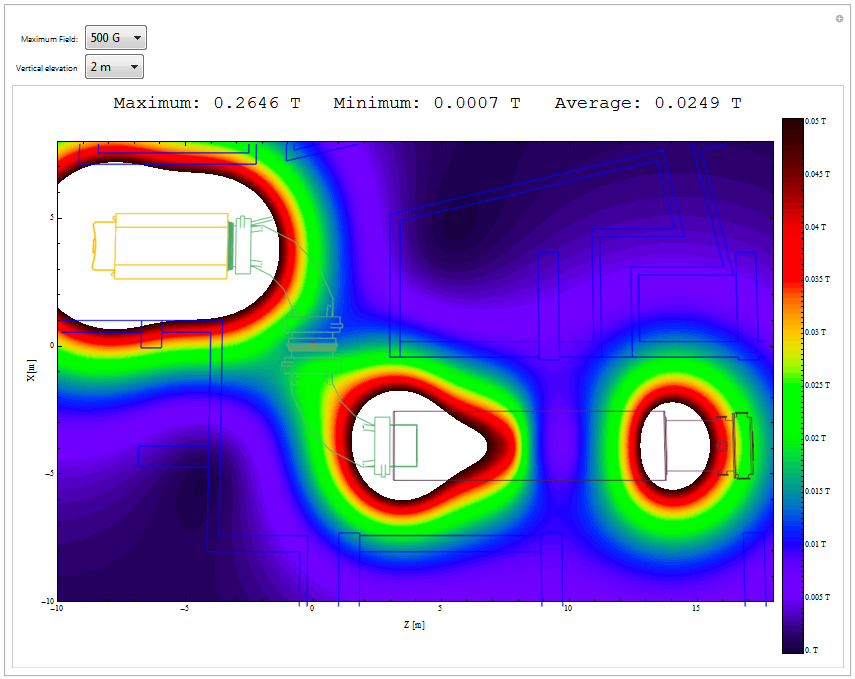 Maximum Field: 500 G
Vertical elevation 2 m
Maximum: 0.2646 T Minimum: 0.0007 T Average: 0.0249 T
0.05 T
0.045 T
0.04 T
0.035 T
0.03 T
0.025 T
0.02 T
0.015 T
0.01 T
0.005 T
0. T
5
0
-5
-10
X[m]
-10 -5 0 5 10 15
Z [m]